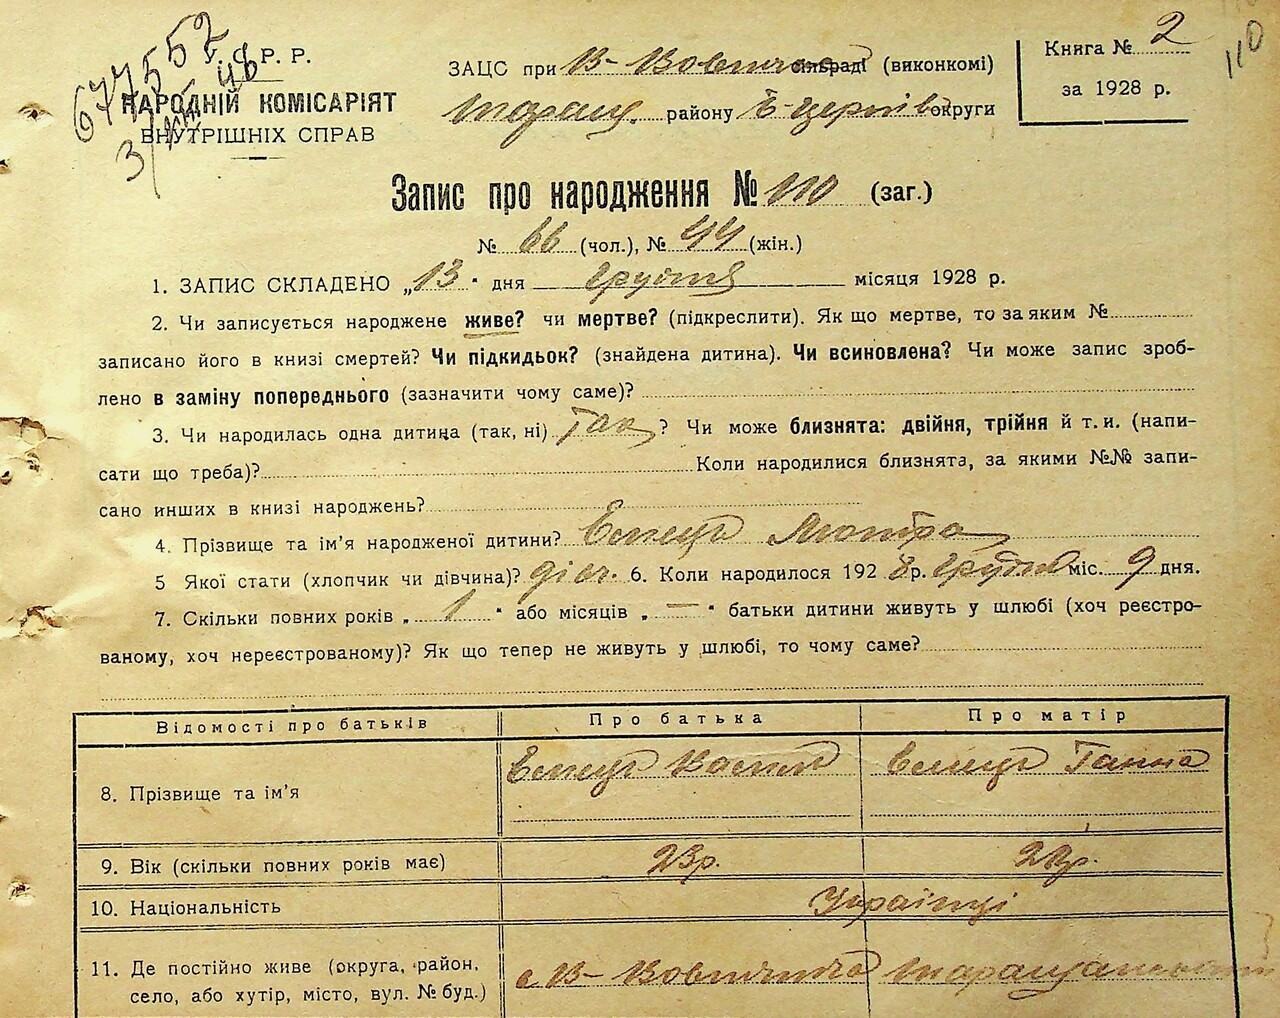 677552
У.С.Р.Р.
НАРОДНІЙ КОМІСАРІЯТ
ВНУТРІШНІХ СПРАВ
ЗАЦС при В-Вовнянс сільраді (виконкомі)
Таращ. району Б-церків округи
Книга № 2
за 1928 р.
110
Запис про народження № 110 (заг.)
№ 66 (чол.), № 44 (жін.)
1. ЗАПИС СКЛАДЕНО „13" дня Грудня місяця 1928 р.
2. Чи записується народжене живе? чи мертве? (підкреслити). Як що мертве, то за яким №
записано його в книзі смертей? Чи підкидьок? (знайдена дитина). Чи всиновлена? Чи може запис зроб-
лено в заміну попереднього (зазначити чому саме)?
3. Чи народилась одна дитина (так, ні) Так? Чи може близнята: двійня, трійня й т. и. (напи-
сати що треба)? Коли народилися близнята, за якими №№ запи-
сано инших в книзі народжень?
4. Прізвище та ім'я народженої дитини?
5 Якої стати (хлопчик чи дівчина)? дівч. 6. Коли народилося 1928 р. Грудня міс. 9 дня.
7. Скільки повних років „1" або місяців „—" батьки дитини живуть у шлюбі (хоч реєстро-
ваному, хоч нереєстрованому)? Як що тепер не живуть у шлюбі, то чому саме?
Відомості про батьків Про батька Про матір
8. Прізвище та ім'я Ганна
9. Вік (скільки повних років має) 23р.
10. Національність Українці
11. Де постійно живе (округа, район,
село, або хутір, місто, вул. № буд.) с. В-